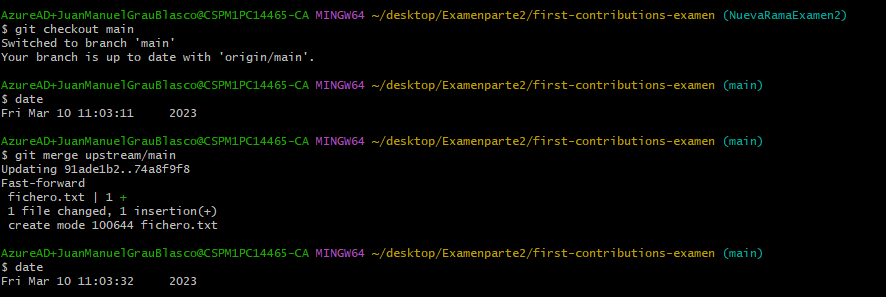 AzureAD+JuanManuelGrauBlasco@CSPM1PC14465-CA MINGW64 ~/desktop/Examenparte2/first-contributions-examen (NuevaRamaExamen2)
$ git checkout main
Switched to branch 'main'
Your branch is up to date with 'origin/main'.
AzureAD+JuanManuelGrauBlasco@CSPM1PC14465-CA MINGW64 ~/desktop/Examenparte2/first-contributions-examen (main)
$ date
Fri Mar 10 11:03:11     2023
AzureAD+JuanManuelGrauBlasco@CSPM1PC14465-CA MINGW64 ~/desktop/Examenparte2/first-contributions-examen (main)
$ git merge upstream/main
Updating 91ade1b2..74a8f9f8
Fast-forward
 fichero.txt | 1 +
 1 file changed, 1 insertion(+)
 create mode 100644 fichero.txt
AzureAD+JuanManuelGrauBlasco@CSPM1PC14465-CA MINGW64 ~/desktop/Examenparte2/first-contributions-examen (main)
$ date
Fri Mar 10 11:03:32     2023